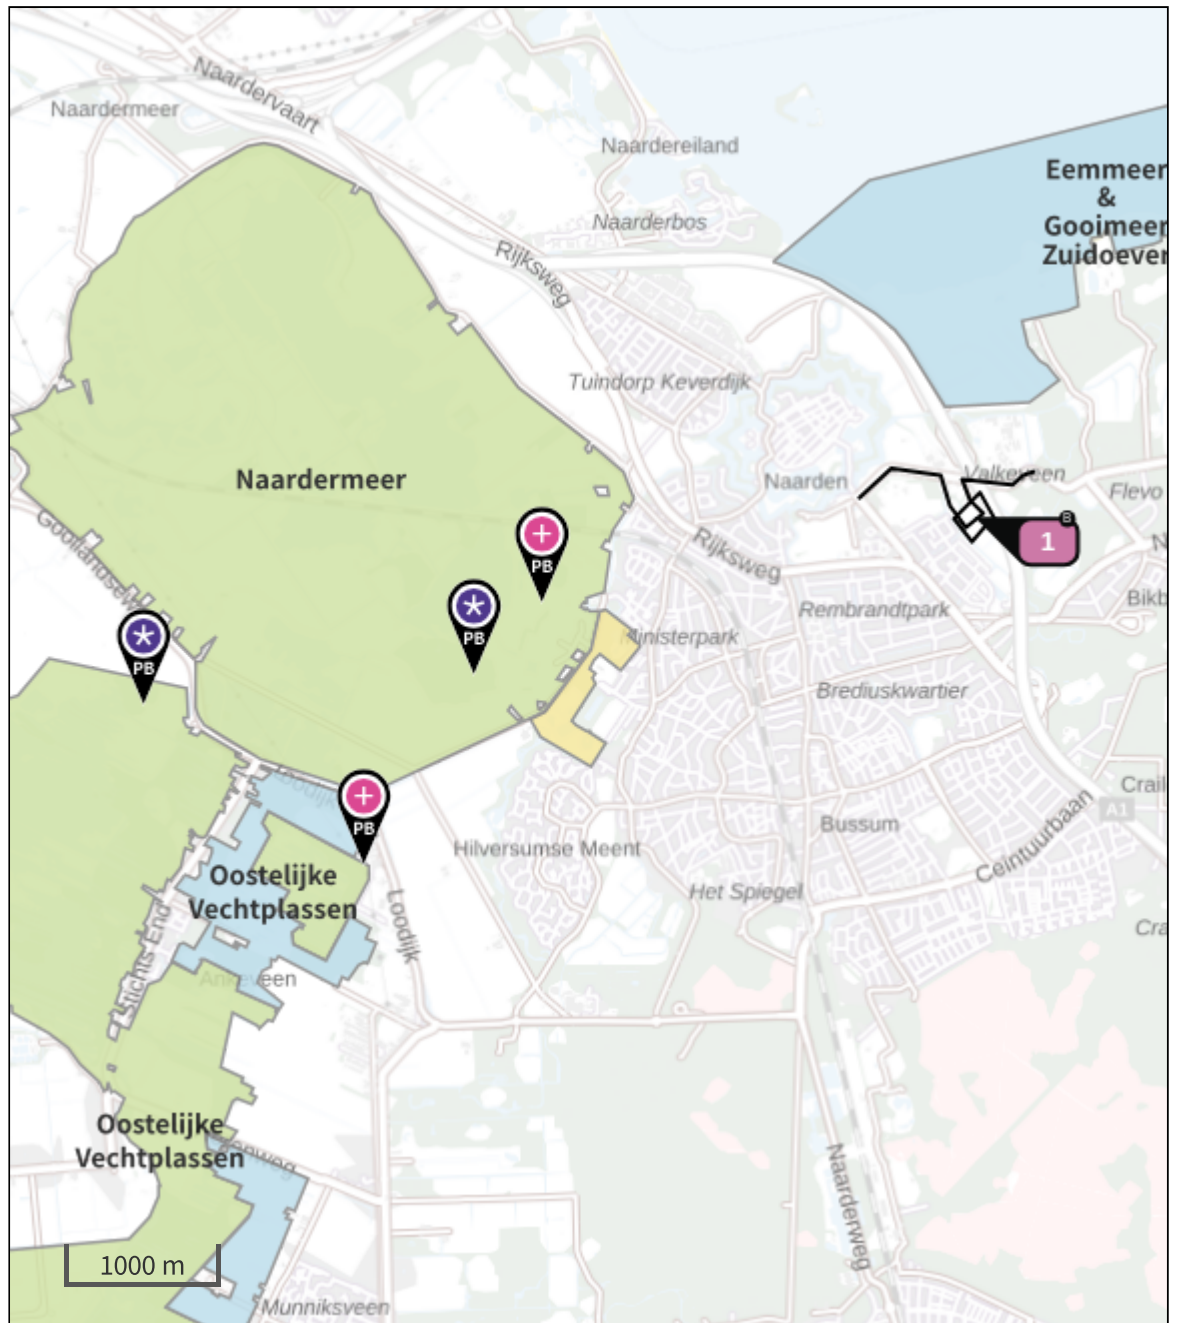 Naardervaart
Naardermeer
Naardereiland
Eemmeer
&
Gooimeer
Zuidoever
Naarderbos
Rijksweg
Tuindorp Keverdijk
Naardermeer
Naarden
Valkeveen
Flevo
Gooilandseweg
PB
1
B
Rijksweg
N
PB
Rembrandtpark
Bikb
PB
Ministerpark
Brediuskwartier
Loodijk
PB
Crail
A1
Bussum
Hilversumse Meent
Ceintuurbaan
Oostelijke
Vechtplassen
Het Spiegel
Loodijk
Cra
Stichts End
Ankeveen
Oostelijke
Vechtplassen
Naarderweg
1000 m
Munniksveen